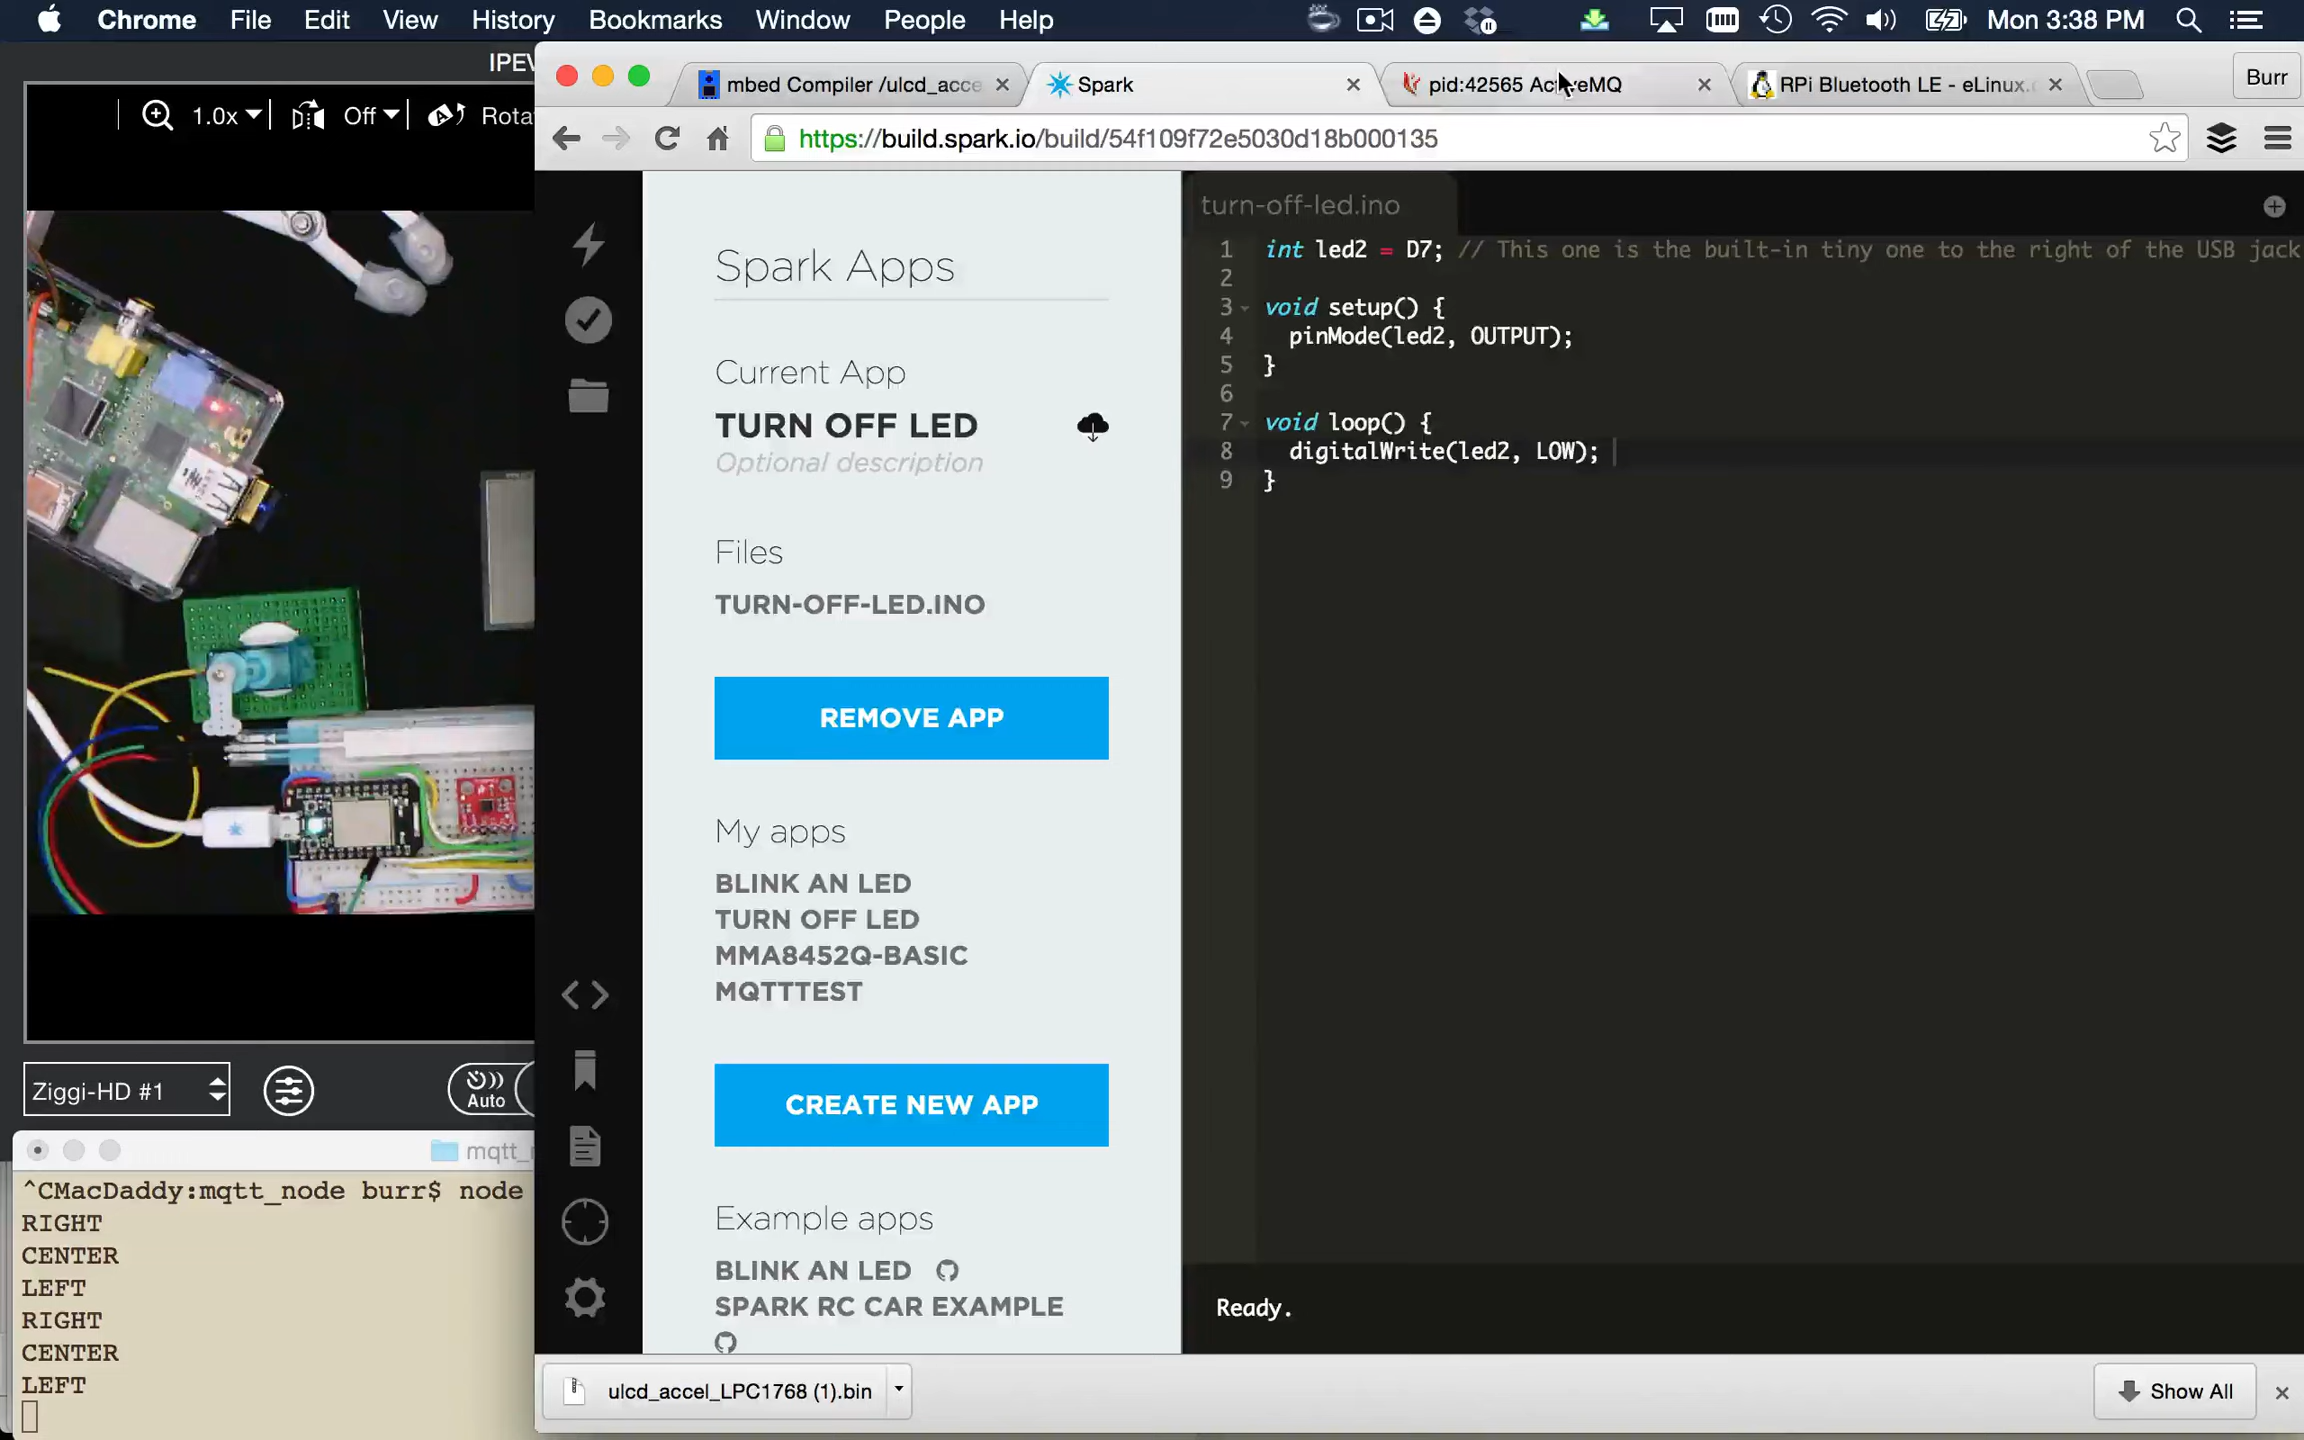 Chrome File Edit View History Bookmarks Window People Help Mon 3:38 PM
IPEV
1.0x Off Rota
mbed Compiler /ulcd_acce
Spark
pid:42565 ActiveMQ
RPi Bluetooth LE - eLinux.
Burr
https://build.spark.io/build/54f109f72e5030d18b000135
Spark Apps
Current App
TURN OFF LED
Optional description
Files
TURN-OFF-LED.INO
REMOVE APP
My apps
BLINK AN LED
TURN OFF LED
MMA8452Q-BASIC
MQTTTEST
CREATE NEW APP
Example apps
BLINK AN LED
SPARK RC CAR EXAMPLE
turn-off-led.ino
1 int led2 = D7; // This one is the built-in tiny one to the right of the USB jack
2
3 void setup() {
4 pinMode(led2, OUTPUT);
5 }
6
7 void loop() {
8 digitalWrite(led2, LOW);
9 }
Ready.
Ziggi-HD #1
Auto
mqtt_
^CMacDaddy:mqtt_node burr$ node
RIGHT
CENTER
LEFT
RIGHT
CENTER
LEFT
ulcd_accel_LPC1768 (1).bin
Show All